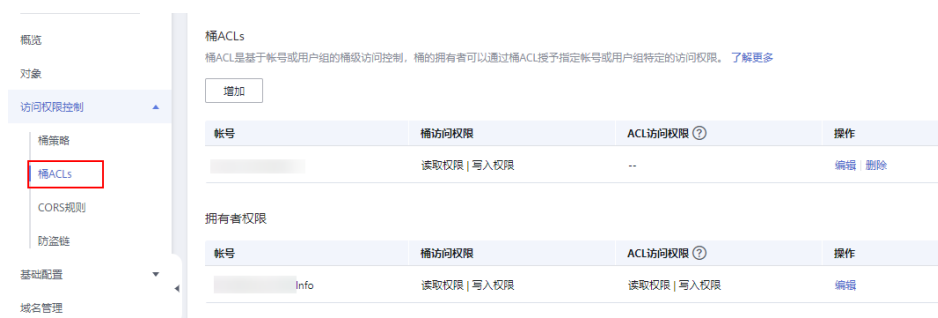 概览
对象
访问权限控制
桶策略
桶ACLs
CORS规则
防盗链
基础配置
域名管理
桶ACLs
桶ACL是基于帐号或用户组的桶级访问控制，桶的拥有者可以通过桶ACL授予指定帐号或用户组特定的访问权限。 了解更多
增加
帐号 桶访问权限 ACL访问权限 ? 操作
读取权限 | 写入权限 -- 编辑 | 删除
拥有者权限
帐号 桶访问权限 ACL访问权限 ? 操作
Info 读取权限 | 写入权限 读取权限 | 写入权限 编辑